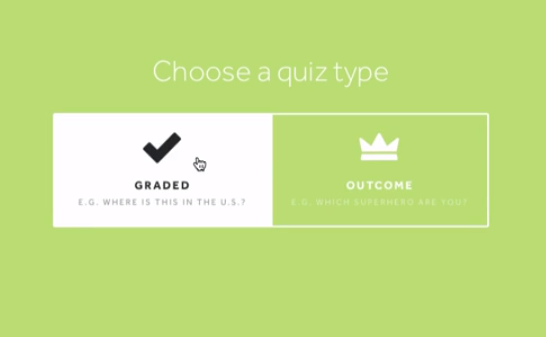 Choose a quiz type
GRADED
E.G. WHERE IS THIS IN THE U.S.?
OUTCOME
E.G. WHICH SUPERHERO ARE YOU?